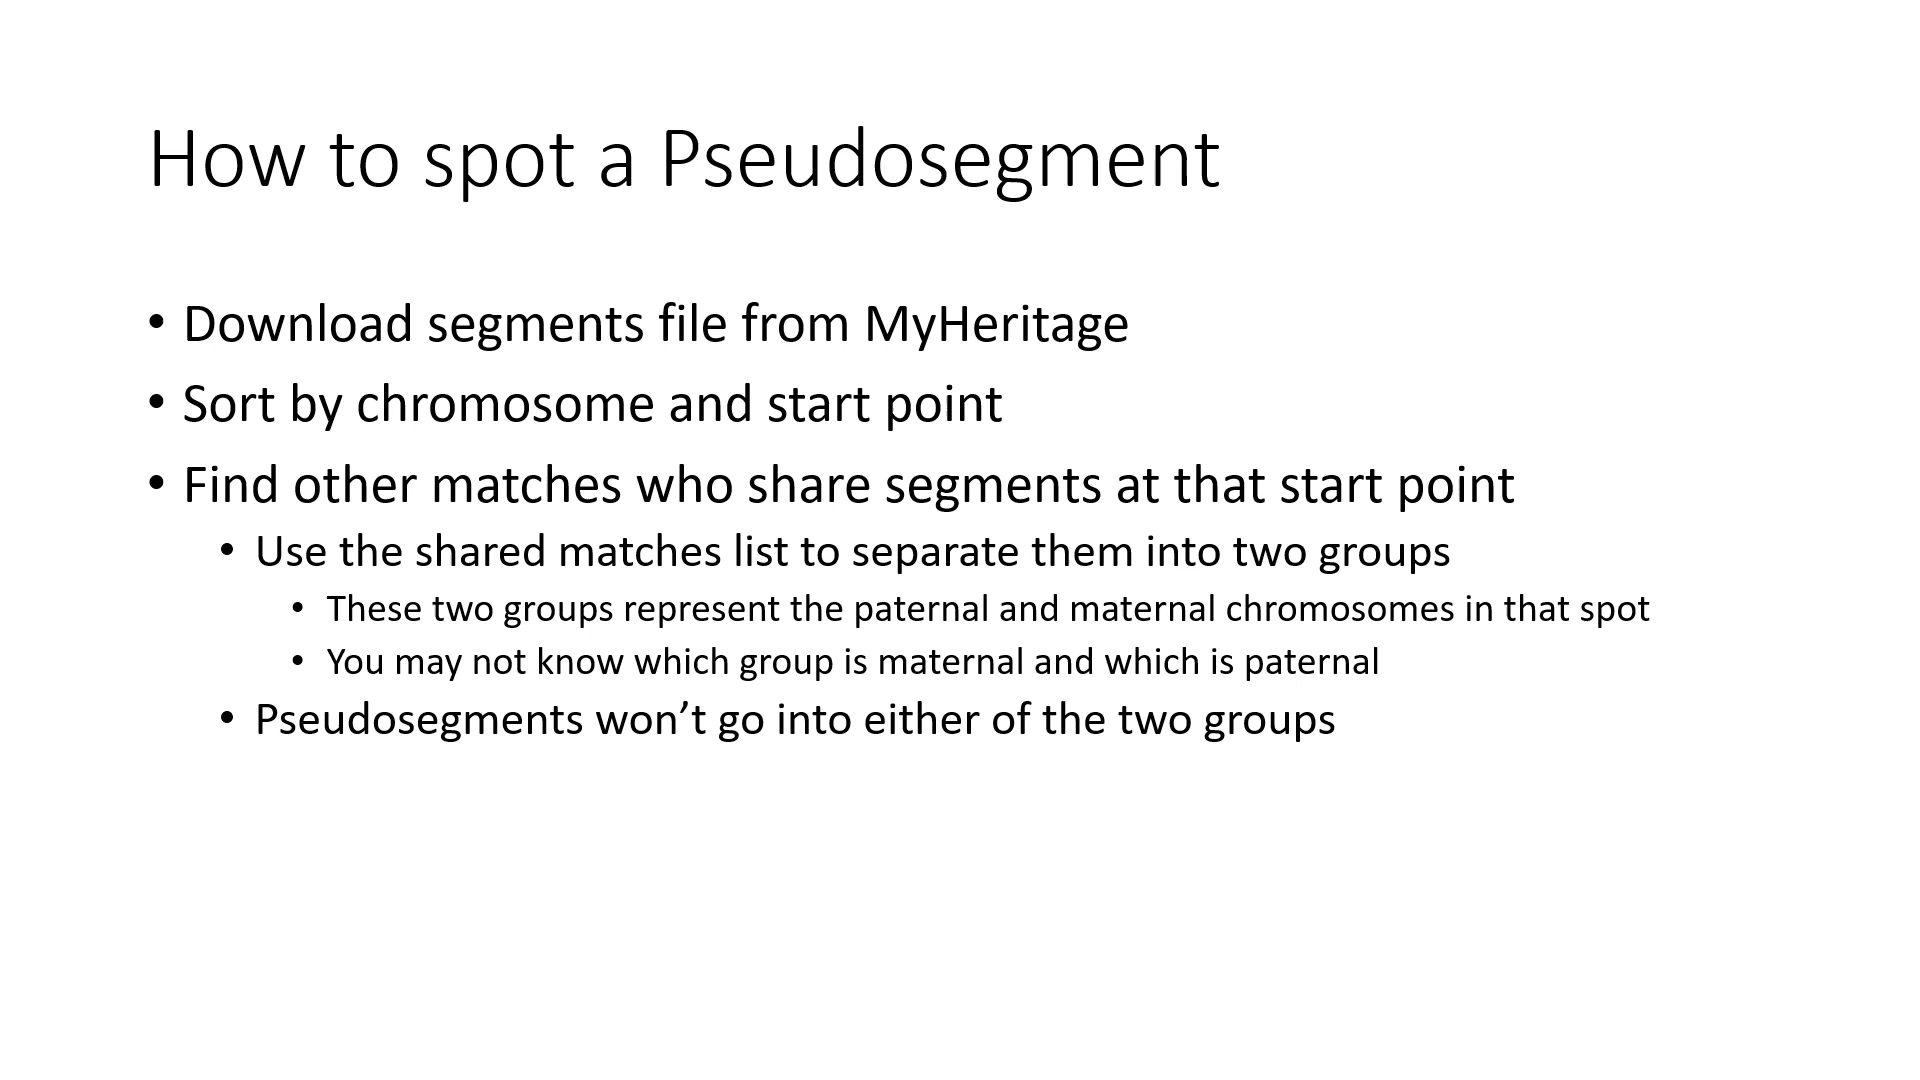 How to spot a Pseudosegment
• Download segments file from MyHeritage
• Sort by chromosome and start point
• Find other matches who share segments at that start point
• Use the shared matches list to separate them into two groups
• These two groups represent the paternal and maternal chromosomes in that spot
• You may not know which group is maternal and which is paternal
• Pseudosegments won’t go into either of the two groups